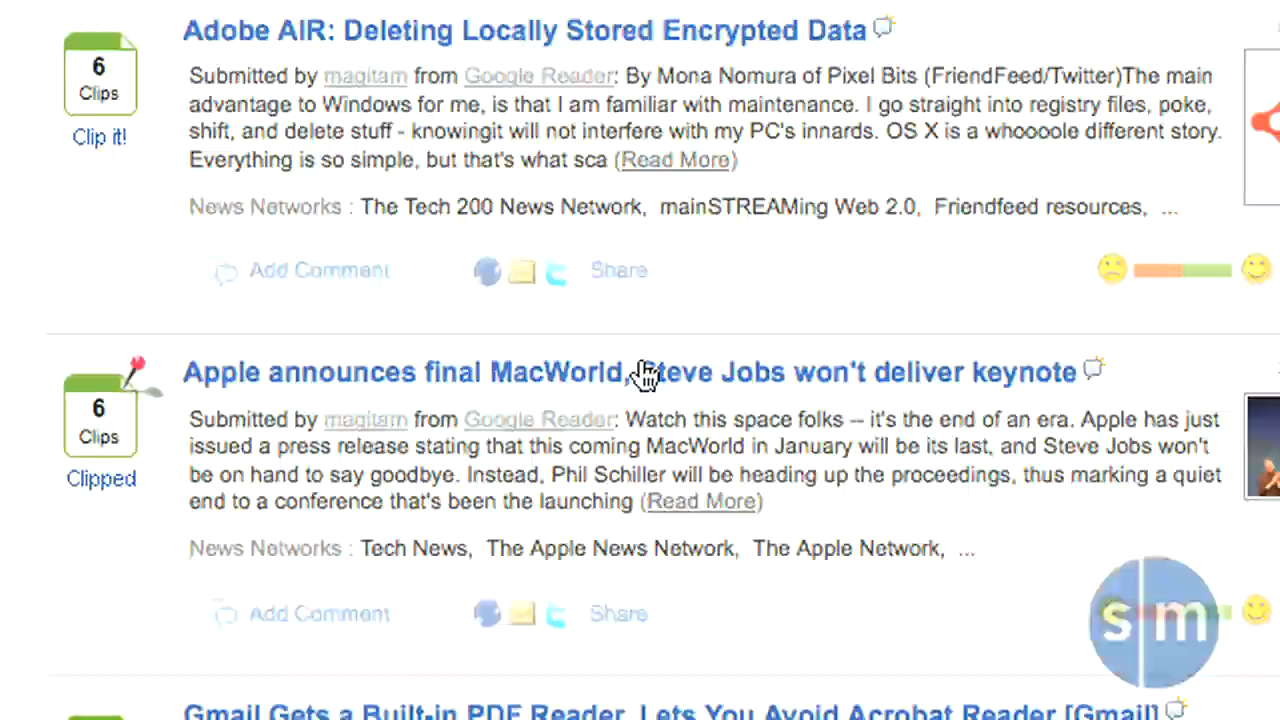 Adobe AIR: Deleting Locally Stored Encrypted Data
6
Clips
Clip it!
Submitted by magitam from Google Reader: By Mona Nomura of Pixel Bits (FriendFeed/Twitter)The main
advantage to Windows for me, is that I am familiar with maintenance. I go straight into registry files, poke,
shift, and delete stuff - knowingit will not interfere with my PC's innards. OS X is a whoooole different story.
Everything is so simple, but that's what sca (Read More)
News Networks : The Tech 200 News Network, mainSTREAMing Web 2.0, Friendfeed resources, ...
Add Comment Share
Apple announces final MacWorld, Steve Jobs won't deliver keynote
6
Clips
Clipped
Submitted by magitam from Google Reader: Watch this space folks -- it's the end of an era. Apple has just
issued a press release stating that this coming MacWorld in January will be its last, and Steve Jobs won't
be on hand to say goodbye. Instead, Phil Schiller will be heading up the proceedings, thus marking a quiet
end to a conference that's been the launching (Read More)
News Networks : Tech News, The Apple News Network, The Apple Network, ...
Add Comment Share
s m
Gmail Gets a Built-in PDF Reader, Lets You Avoid Acrobat Reader [Gmail]